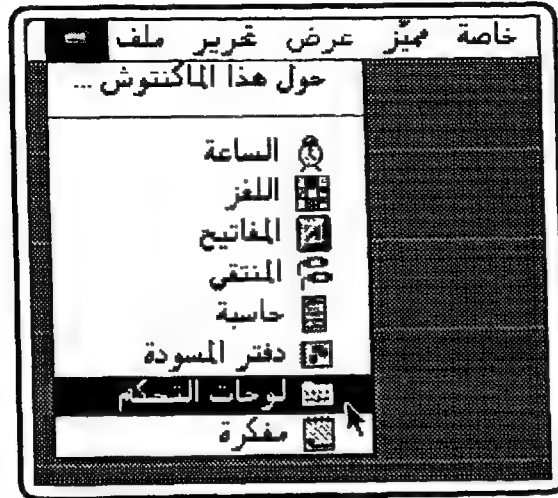 خاصة مميّز عرض تحرير ملف
حول هذا الماكنتوش ...
الساعة
اللغز
المفاتيح
المنتقي
حاسبة
دفتر المسودة
لوحات التحكم
مفكرة